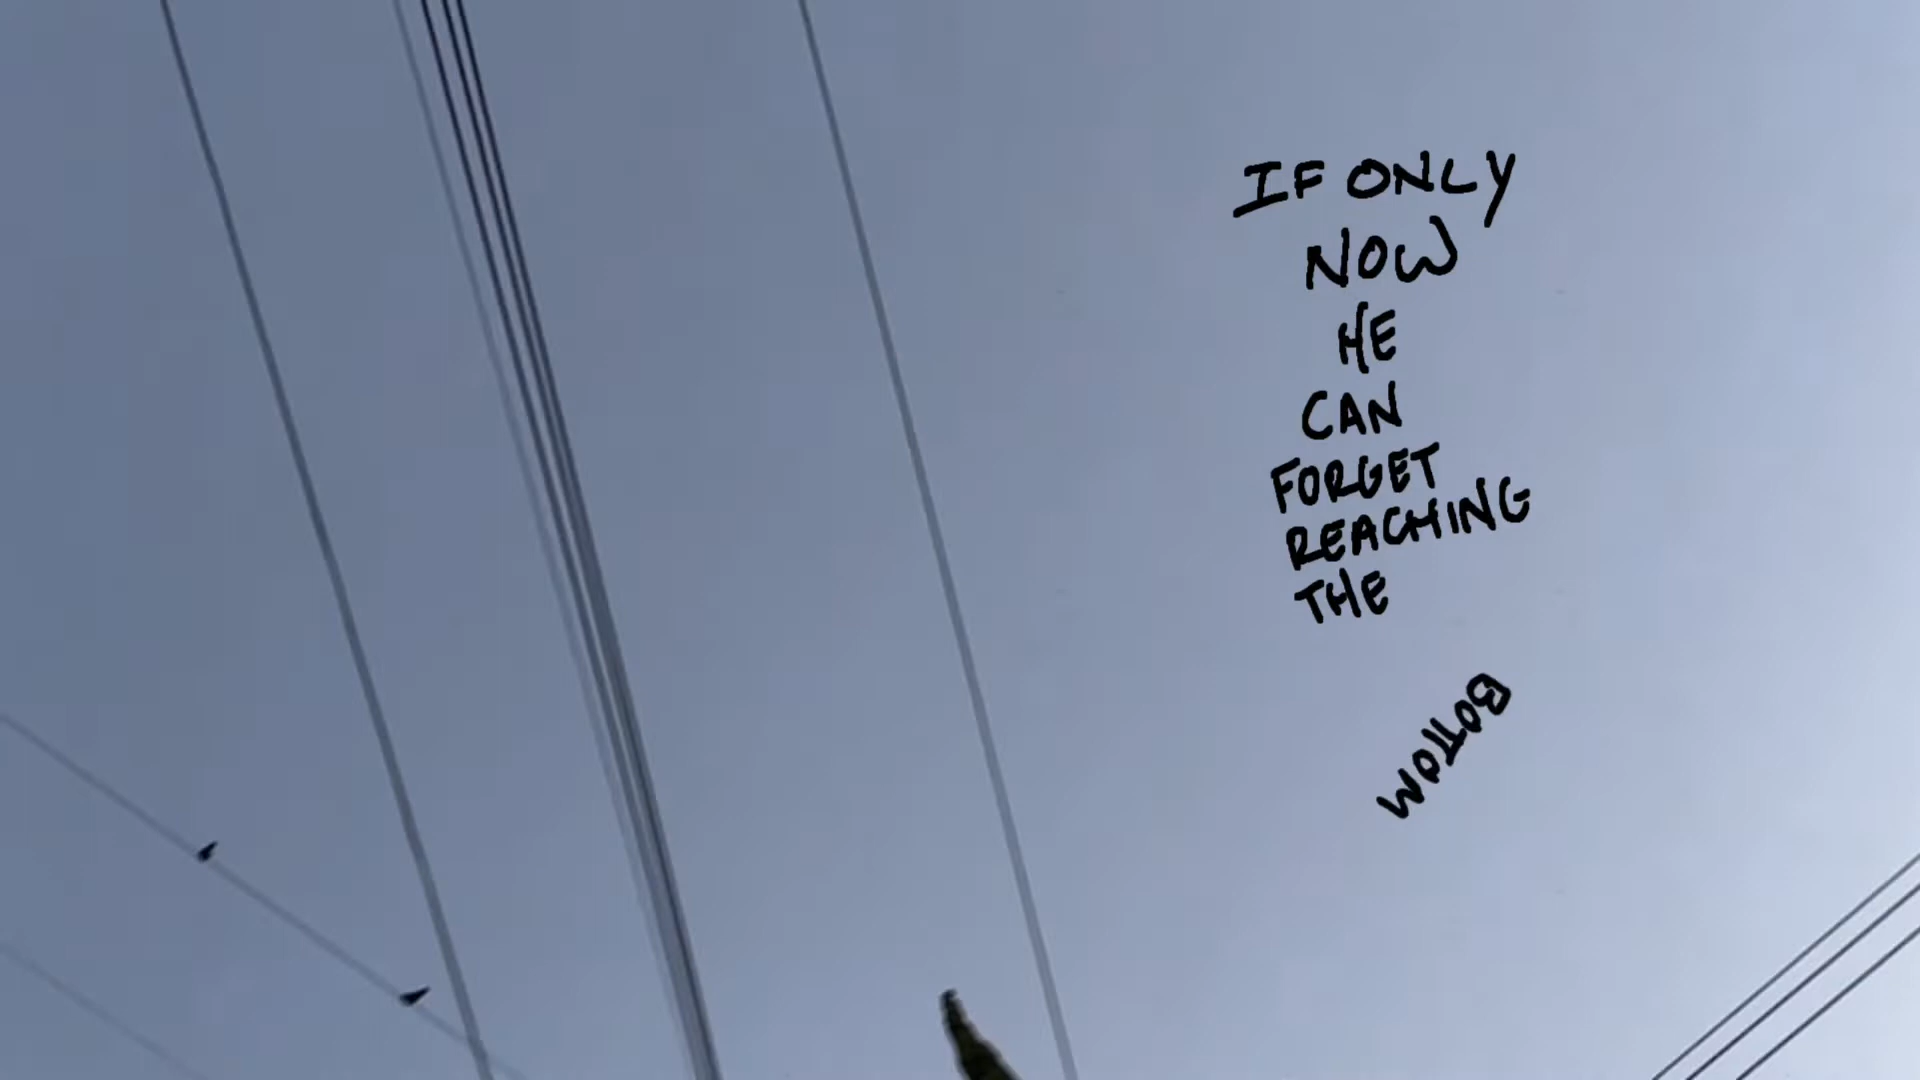 IF ONLY
NOW
HE
CAN
FORGET
REACHING
THE
BOTTOM